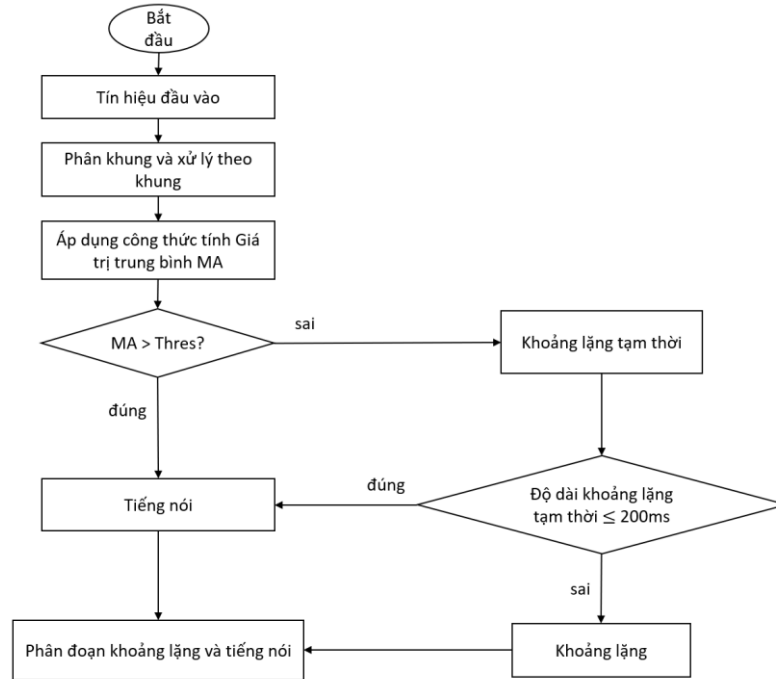 Bắt
đầu
Tín hiệu đầu vào
Phân khung và xử lý theo
khung
Áp dụng công thức tính Giá
trị trung bình MA
MA > Thres?
sai
Khoảng lặng tạm thời
đúng
Tiếng nói
đúng
Độ dài khoảng lặng
tạm thời ≤ 200ms
sai
Phân đoạn khoảng lặng và tiếng nói
Khoảng lặng